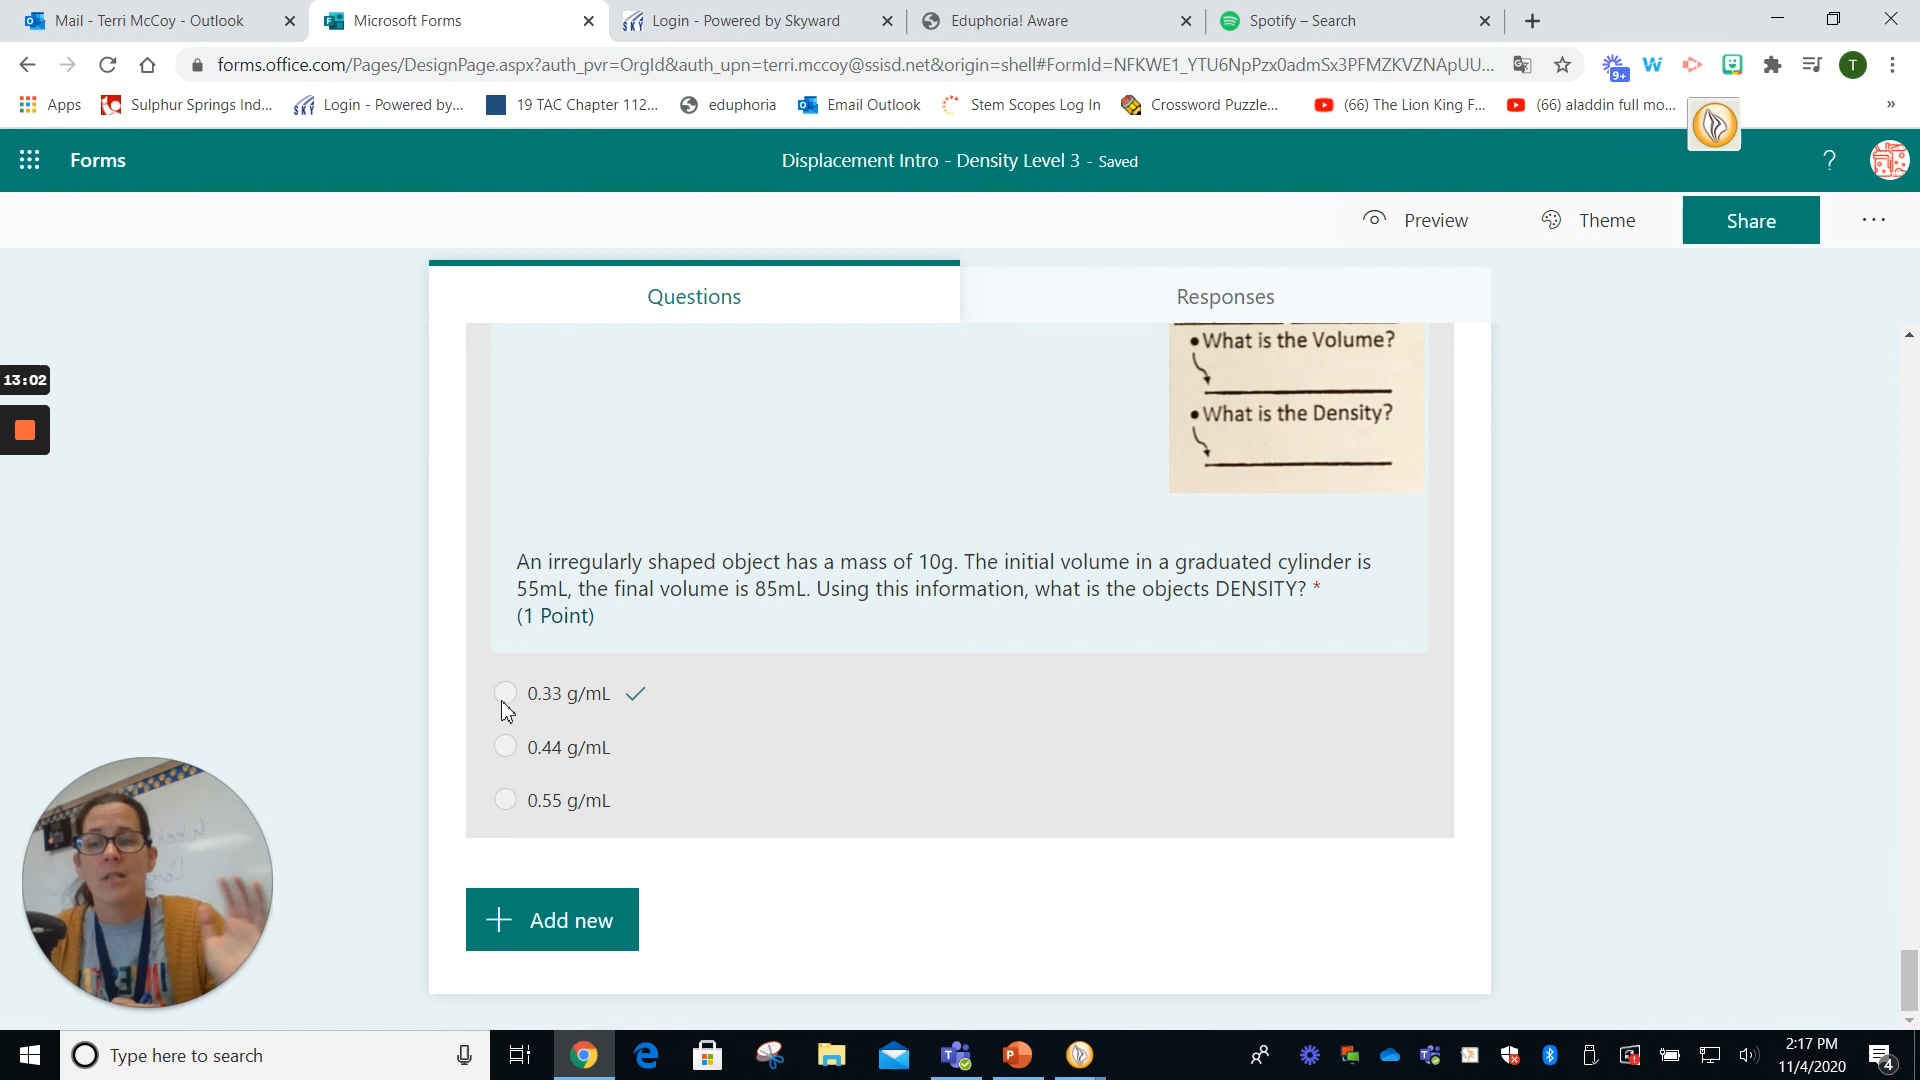 Mail - Terri McCoy - Outlook
Microsoft Forms
Login - Powered by Skyward
Eduphoria! Aware
Spotify – Search
forms.office.com/Pages/DesignPage.aspx?auth_pvr=OrgId&auth_upn=terri.mccoy@ssisd.net&origin=shell#FormId=NFKWE1_YTU6NpPzx0admSx3PFMZKVZNApUU...
9+
T
Apps
Sulphur Springs Ind...
Login - Powered by...
19 TAC Chapter 112...
eduphoria
Email Outlook
Stem Scopes Log In
Crossword Puzzle...
(66) The Lion King F...
(66) aladdin full mo...
»
Forms
Displacement Intro - Density Level 3 - Saved
?
Preview
Theme
Share
...
Questions
Responses
13:02
•What is the Volume?
•What is the Density?
An irregularly shaped object has a mass of 10g. The initial volume in a graduated cylinder is
55mL, the final volume is 85mL. Using this information, what is the objects DENSITY? *
(1 Point)
0.33 g/mL
0.44 g/mL
0.55 g/mL
+ Add new
Type here to search
2:17 PM
11/4/2020
4